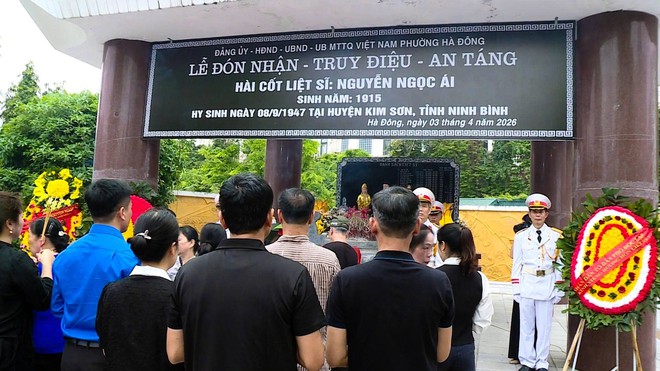 ĐẢNG ỦY - HĐND - UBND - UB MTTQ VIỆT NAM PHƯỜNG HÀ ĐÔNG
LỄ ĐÓN NHẬN - TRUY ĐIỆU - AN TÁNG
HÀI CỐT LIỆT SĨ: NGUYỄN NGỌC ÁI
SINH NĂM: 1915
HY SINH NGÀY 08/9/1947 TẠI HUYỆN KIM SƠN, TỈNH NINH BÌNH
Hà Đông, ngày 03 tháng 4 năm 2026